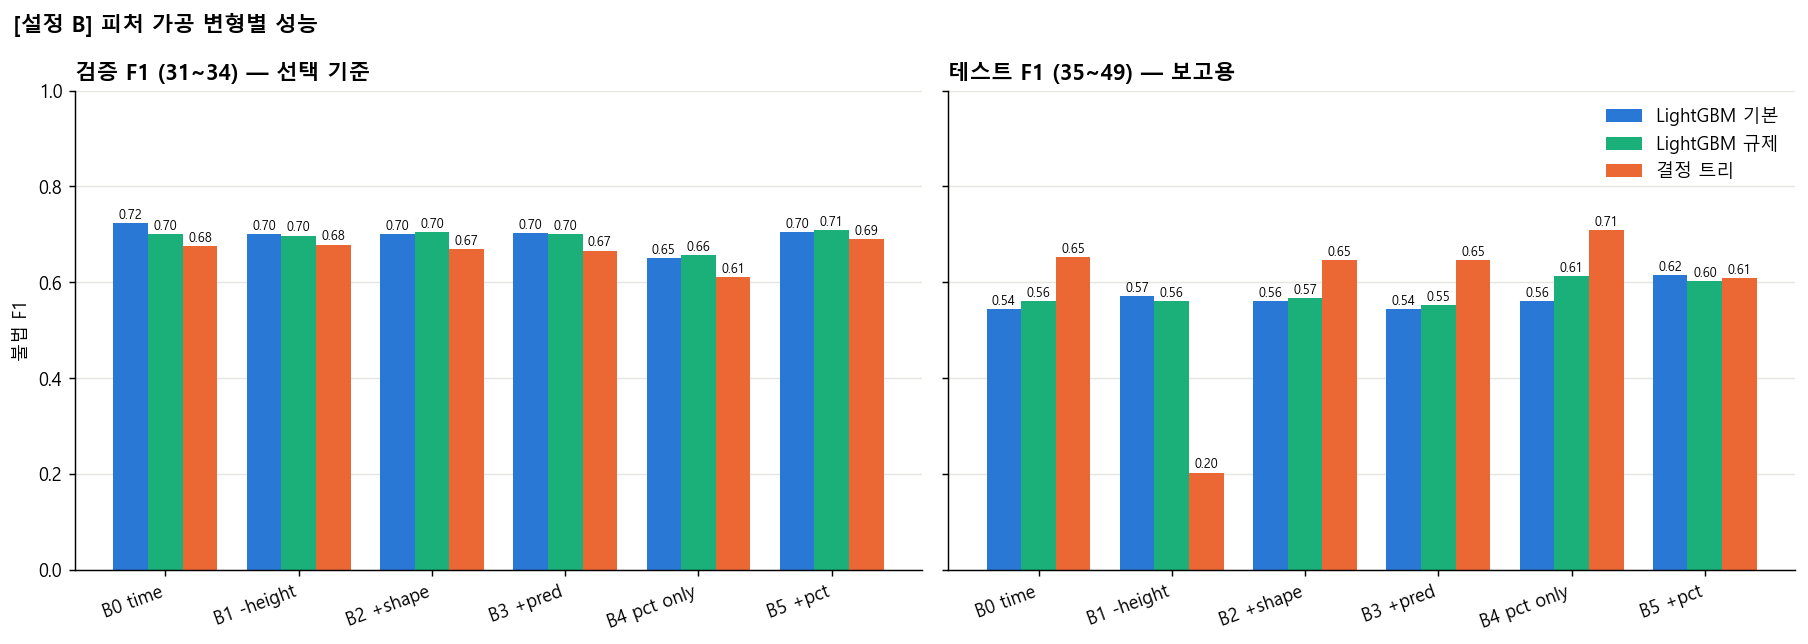 [설정 B] 피처 가공 변형별 성능
검증 F1 (31~34) — 선택 기준
불법 F1
1.0
0.8
0.6
0.4
0.2
0.0
0.72 0.70 0.68
0.70 0.70 0.68
0.70 0.70 0.67
0.70 0.70 0.67
0.65 0.66 0.61
0.70 0.71 0.69
B0 time
B1 -height
B2 +shape
B3 +pred
B4 pct only
B5 +pct
테스트 F1 (35~49) — 보고용
LightGBM 기본
LightGBM 규제
결정 트리
0.54 0.56 0.65
0.57 0.56 0.20
0.56 0.57 0.65
0.54 0.55 0.65
0.56 0.61 0.71
0.62 0.60 0.61
B0 time
B1 -height
B2 +shape
B3 +pred
B4 pct only
B5 +pct